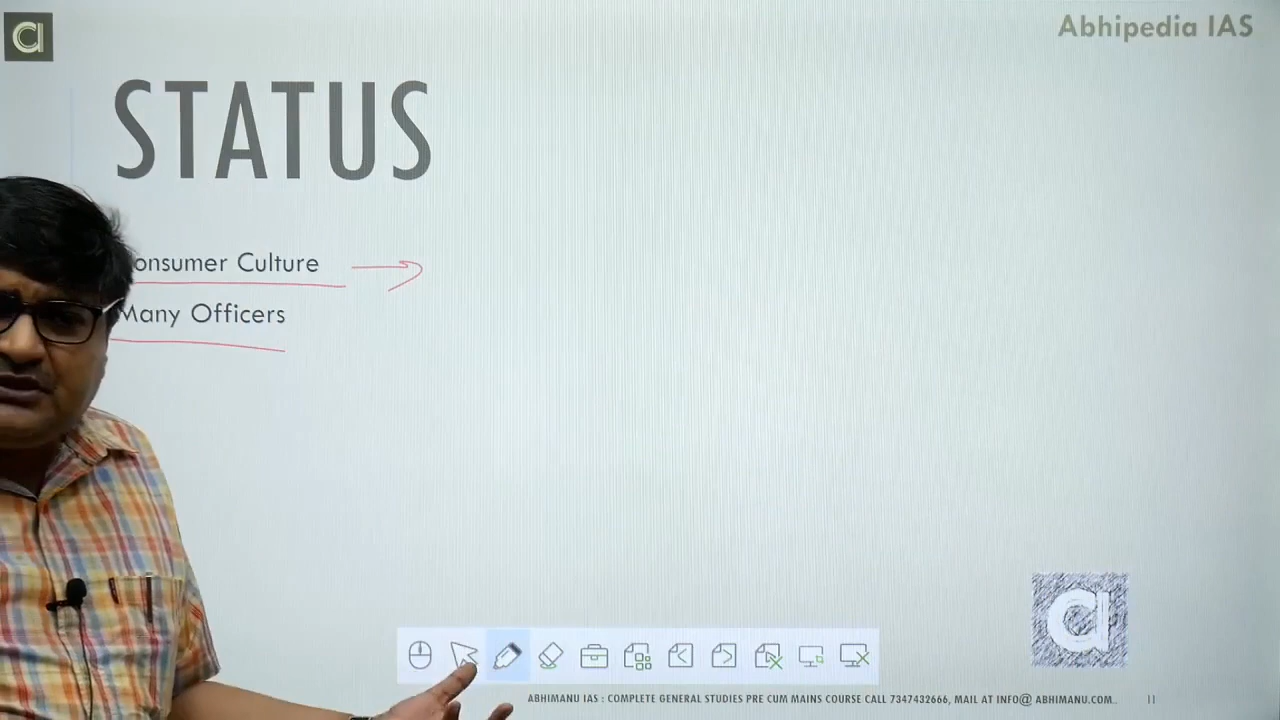 Abhipedia IAS
STATUS
onsumer Culture
Many Officers
ABHIMANU IAS : COMPLETE GENERAL STUDIES PRE CUM MAINS COURSE CALL 7347432666, MAIL AT INFO@ ABHIMANU.COM..
11